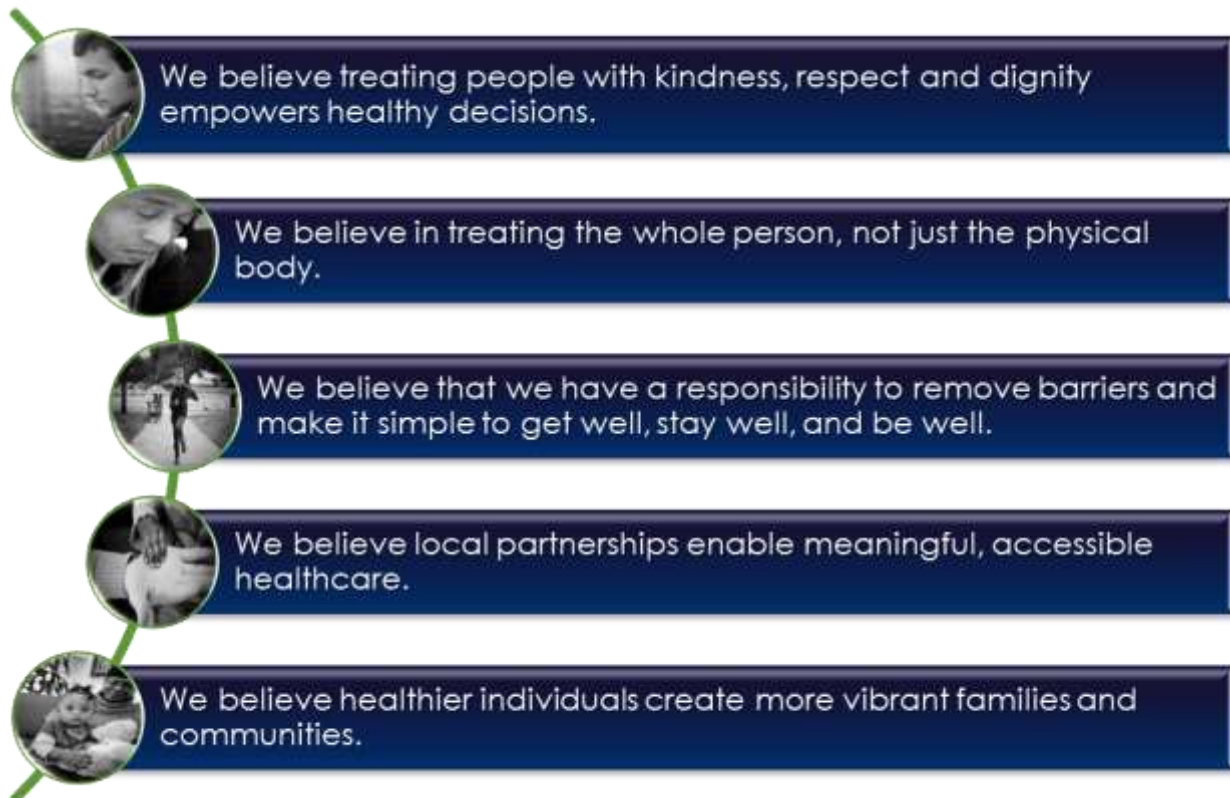 We believe treating people with kindness, respect and dignity
empowers healthy decisions.
We believe in treating the whole person, not just the physical
body.
We believe that we have a responsibility to remove barriers and
make it simple to get well, stay well, and be well.
We believe local partnerships enable meaningful, accessible
healthcare.
We believe healthier individuals create more vibrant families and
communities.